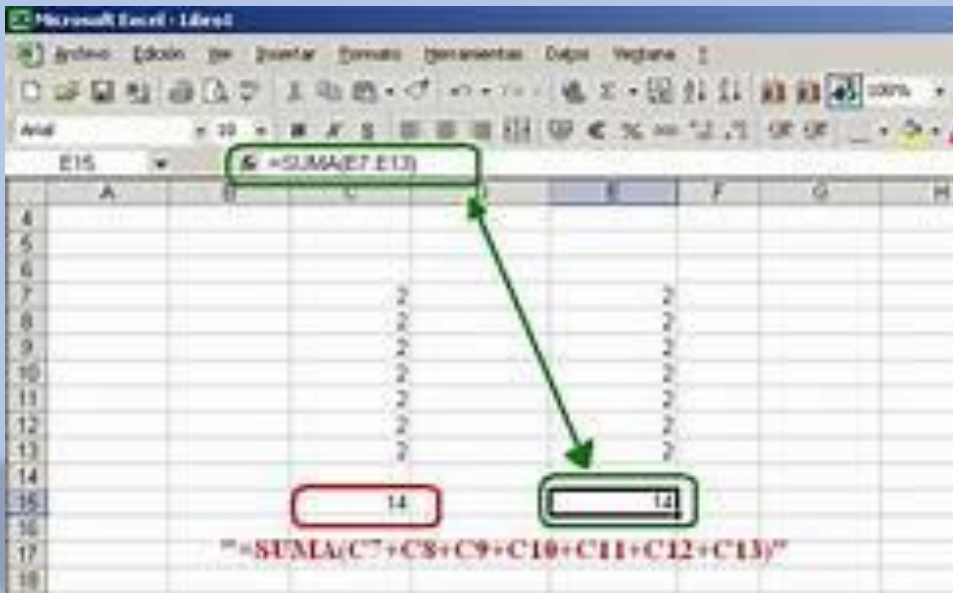 Microsoft Excel - Libro1
Archivo Edición Ver Insertar Formato Herramientas Datos Ventana ?
Arial 10 100%
E15 =SUMA(E7:E13)
A B C D E F G H
4
5
6
7 2 2
8 2 2
9 2 2
10 2 2
11 2 2
12 2 2
13 2 2
14
15 14 14
16
17 "=SUMA(C7+C8+C9+C10+C11+C12+C13)"
18